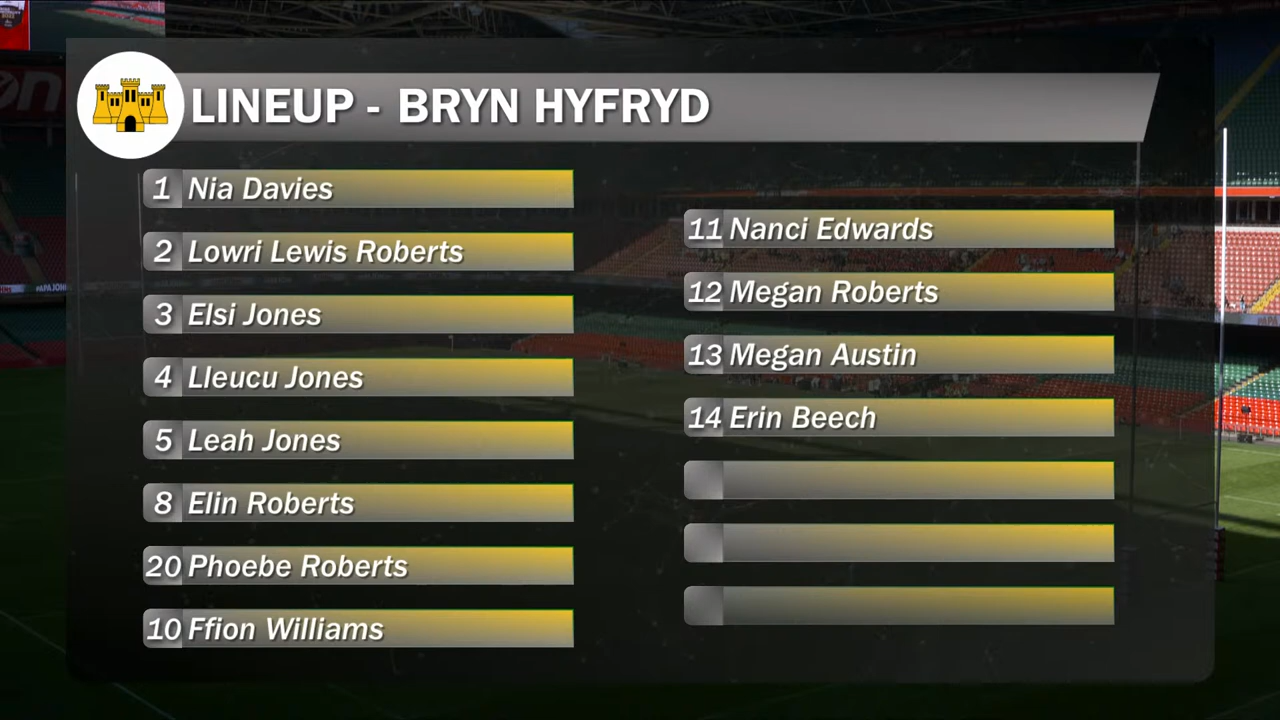 LINEUP - BRYN HYFRYD
1 Nia Davies
2 Lowri Lewis Roberts
3 Elsi Jones
4 Lleucu Jones
5 Leah Jones
8 Elin Roberts
20 Phoebe Roberts
10 Ffion Williams
11 Nanci Edwards
12 Megan Roberts
13 Megan Austin
14 Erin Beech